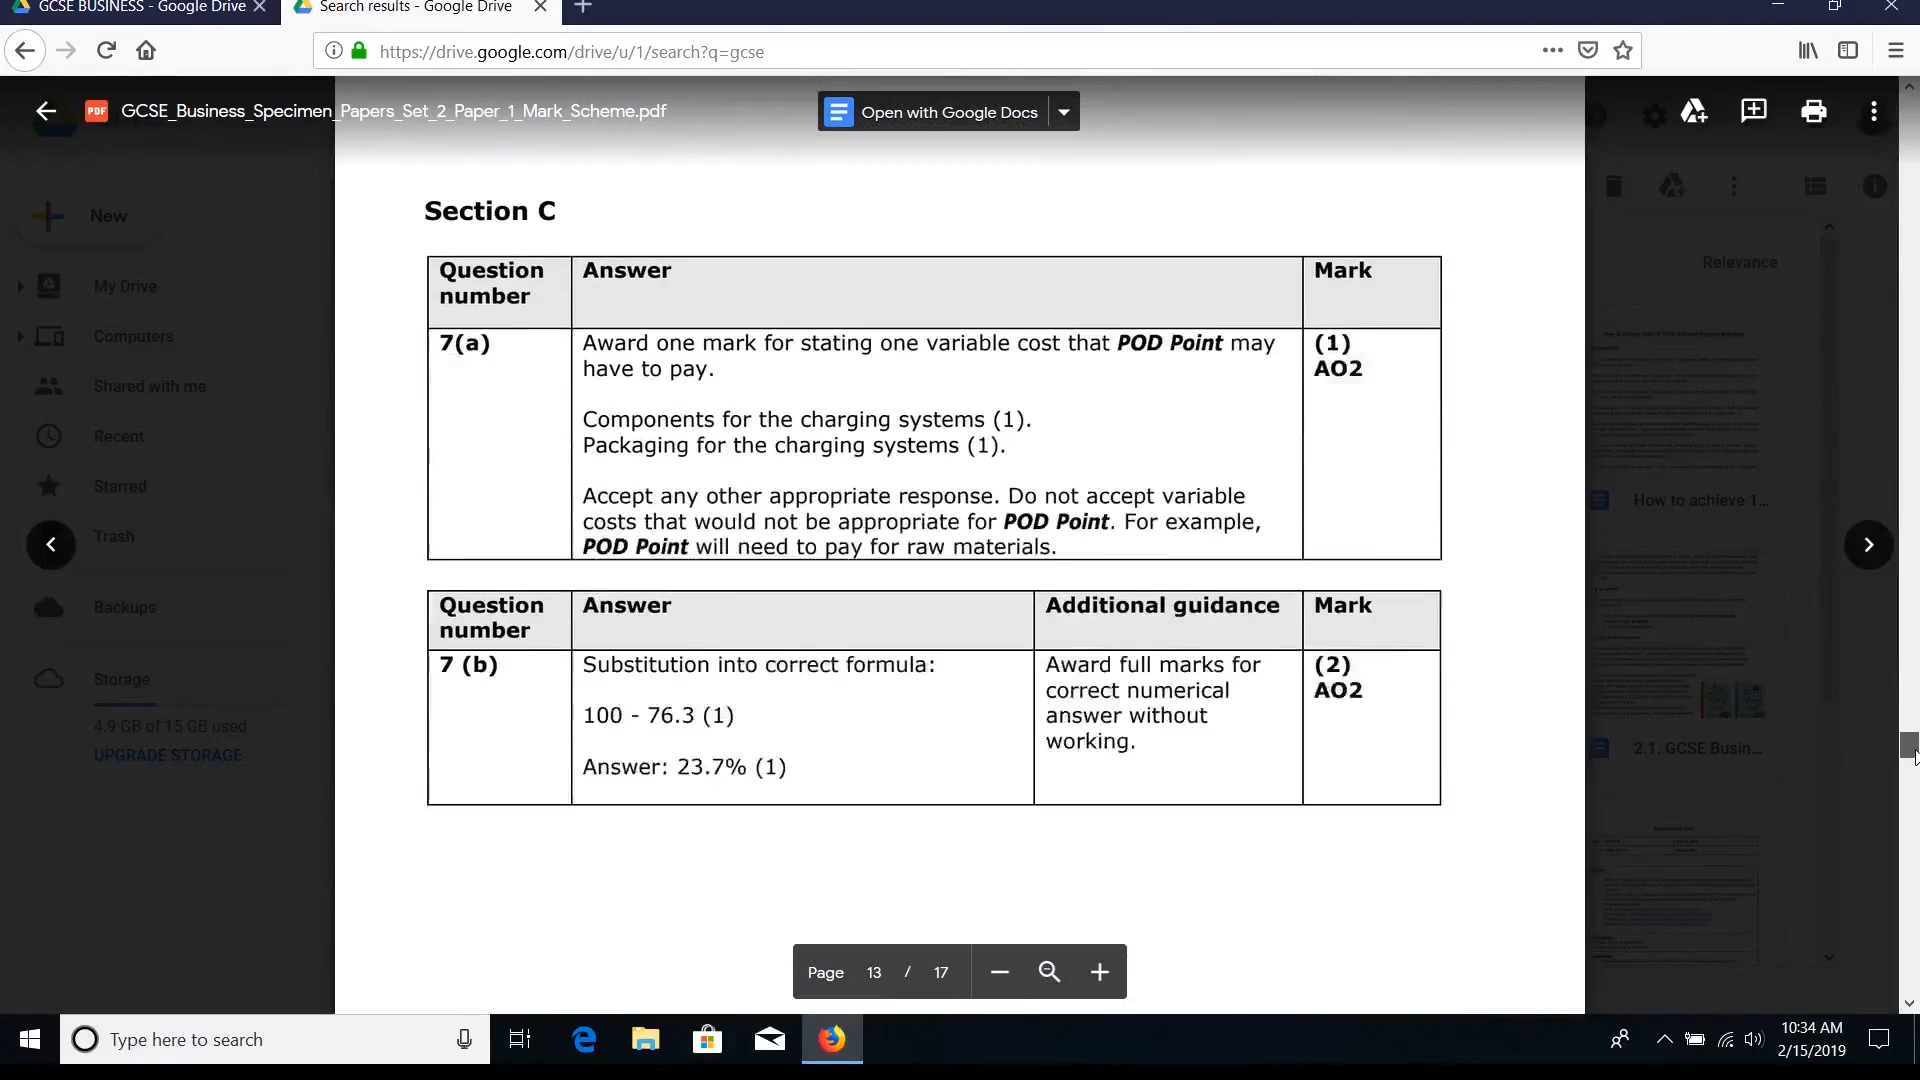 GCSE BUSINESS - Google Drive
Search results - Google Drive
https://drive.google.com/drive/u/1/search?q=gcse
PDF
GCSE_Business_Specimen_Papers_Set_2_Paper_1_Mark_Scheme.pdf
Open with Google Docs
New
My Drive
Computers
Shared with me
Recent
Starred
Trash
Backups
Storage
4.9 GB of 15 GB used
UPGRADE STORAGE
Section C
Question number
Answer
Mark
7(a)
Award one mark for stating one variable cost that POD Point may
have to pay.
Components for the charging systems (1).
Packaging for the charging systems (1).
Accept any other appropriate response. Do not accept variable
costs that would not be appropriate for POD Point. For example,
POD Point will need to pay for raw materials.
(1)
AO2
Question number
Answer
Additional guidance
Mark
7 (b)
Substitution into correct formula:
100 - 76.3 (1)
Answer: 23.7% (1)
Award full marks for
correct numerical
answer without
working.
(2)
AO2
Relevance
How to achieve 1...
2.1. GCSE Busin...
Page 13 / 17
Type here to search
10:34 AM
2/15/2019